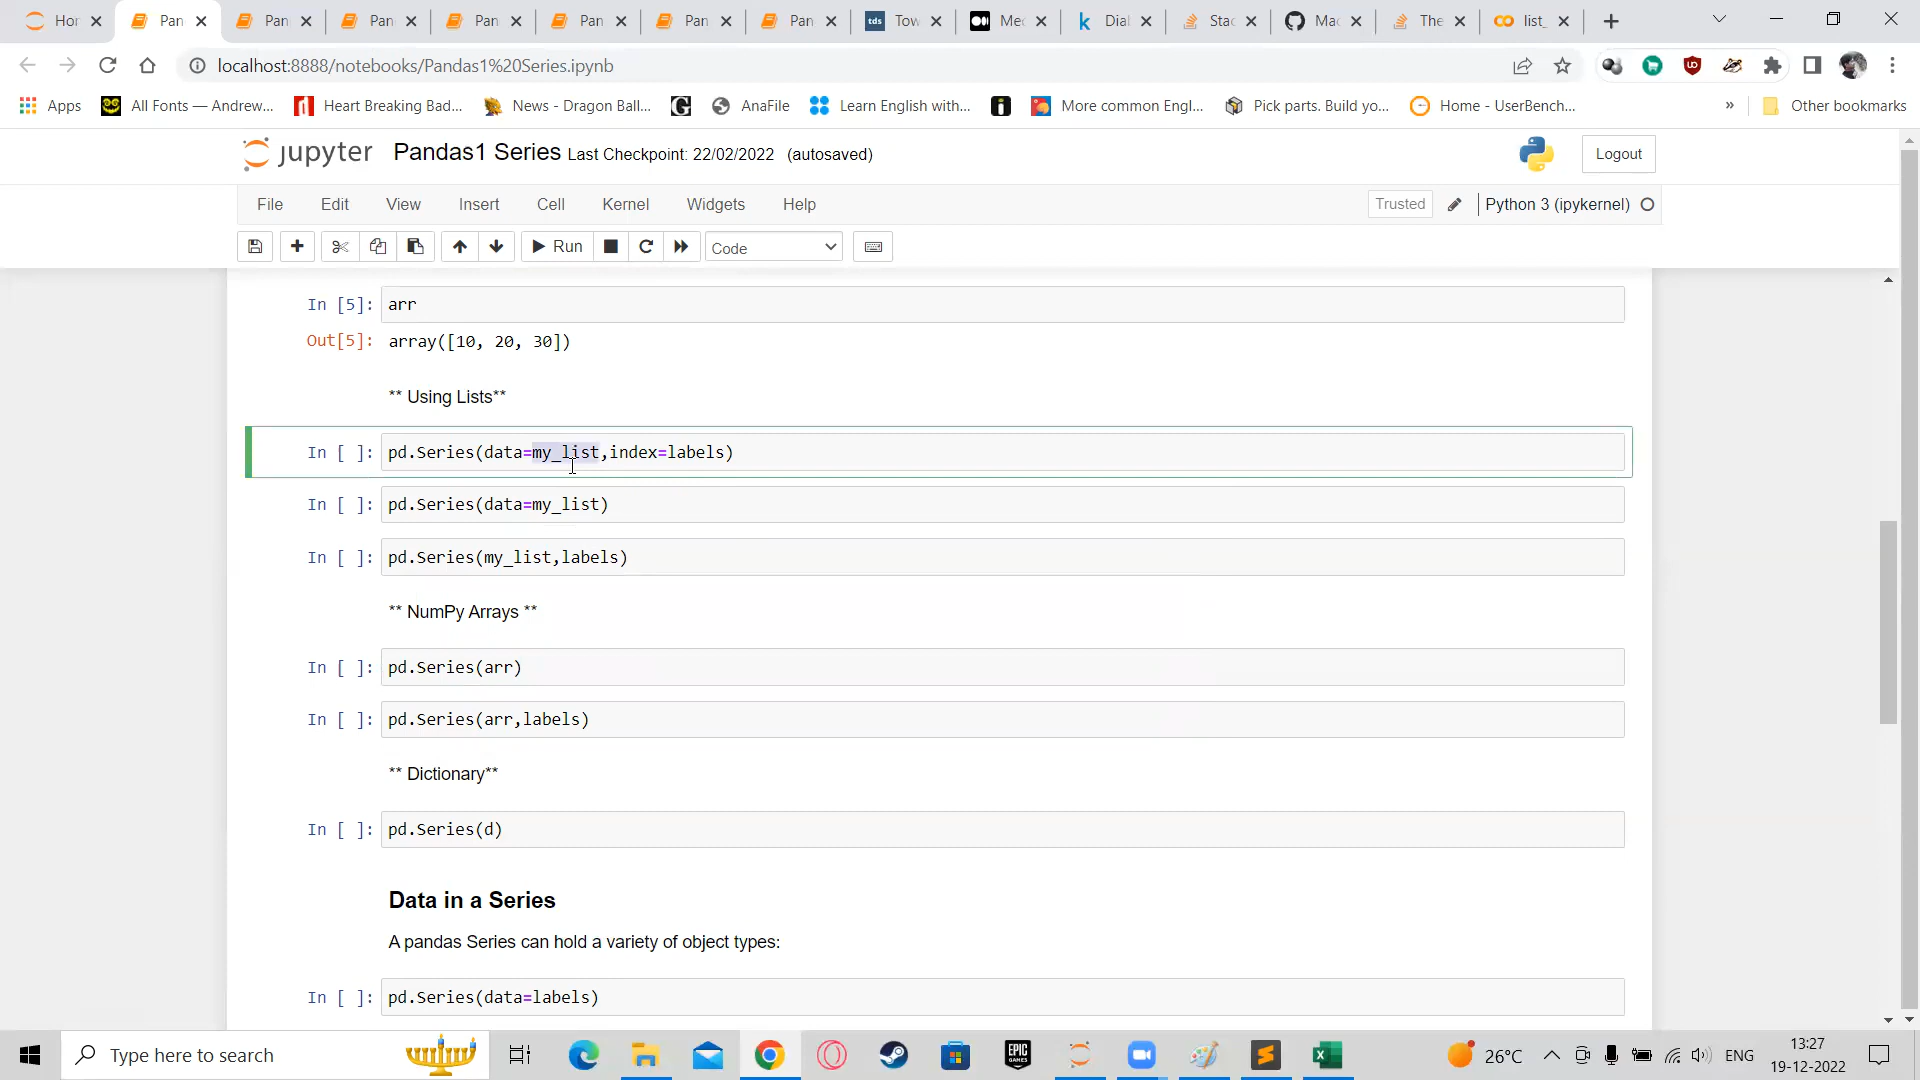 Hor
Pan
Pan
Pan
Pan
Pan
Pan
Pan
tds Tow
Mec
k Dial
Stac
Mac
The
list_
localhost:8888/notebooks/Pandas1%20Series.ipynb
Apps
All Fonts — Andrew...
Heart Breaking Bad...
News - Dragon Ball...
G
AnaFile
Learn English with...
More common Engl...
Pick parts. Build yo...
Home - UserBench...
»
Other bookmarks
jupyter Pandas1 Series Last Checkpoint: 22/02/2022 (autosaved)
Logout
File Edit View Insert Cell Kernel Widgets Help
Trusted
Python 3 (ipykernel)
Run
Code
In [5]: arr
Out[5]: array([10, 20, 30])
** Using Lists**
In [ ]: pd.Series(data=my_list,index=labels)
In [ ]: pd.Series(data=my_list)
In [ ]: pd.Series(my_list,labels)
** NumPy Arrays **
In [ ]: pd.Series(arr)
In [ ]: pd.Series(arr,labels)
** Dictionary**
In [ ]: pd.Series(d)
Data in a Series
A pandas Series can hold a variety of object types:
In [ ]: pd.Series(data=labels)
Type here to search
EPIC GAMES
26°C
ENG
13:27
19-12-2022